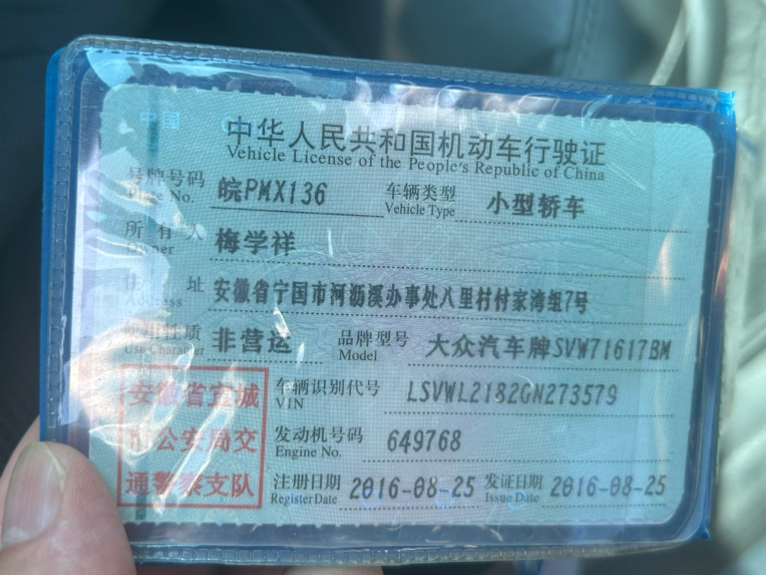 中华人民共和国机动车行驶证
Vehicle License of the People's Republic of China
号牌号码 皖PMX136 车辆类型 小型轿车
Plate No. Vehicle Type
所有人 梅学祥
Owner
住址 安徽省宁国市河沥溪办事处八里村付家湾组7号
Address
使用性质 非营运 品牌型号 大众汽车牌SVW71617BM
Use Character Model
安徽省宣城
市公安局交
通警察支队
车辆识别代号 LSVWL2182GN273579
VIN
发动机号码 649768
Engine No.
注册日期 2016-08-25 发证日期 2016-08-25
Register Date Issue Date